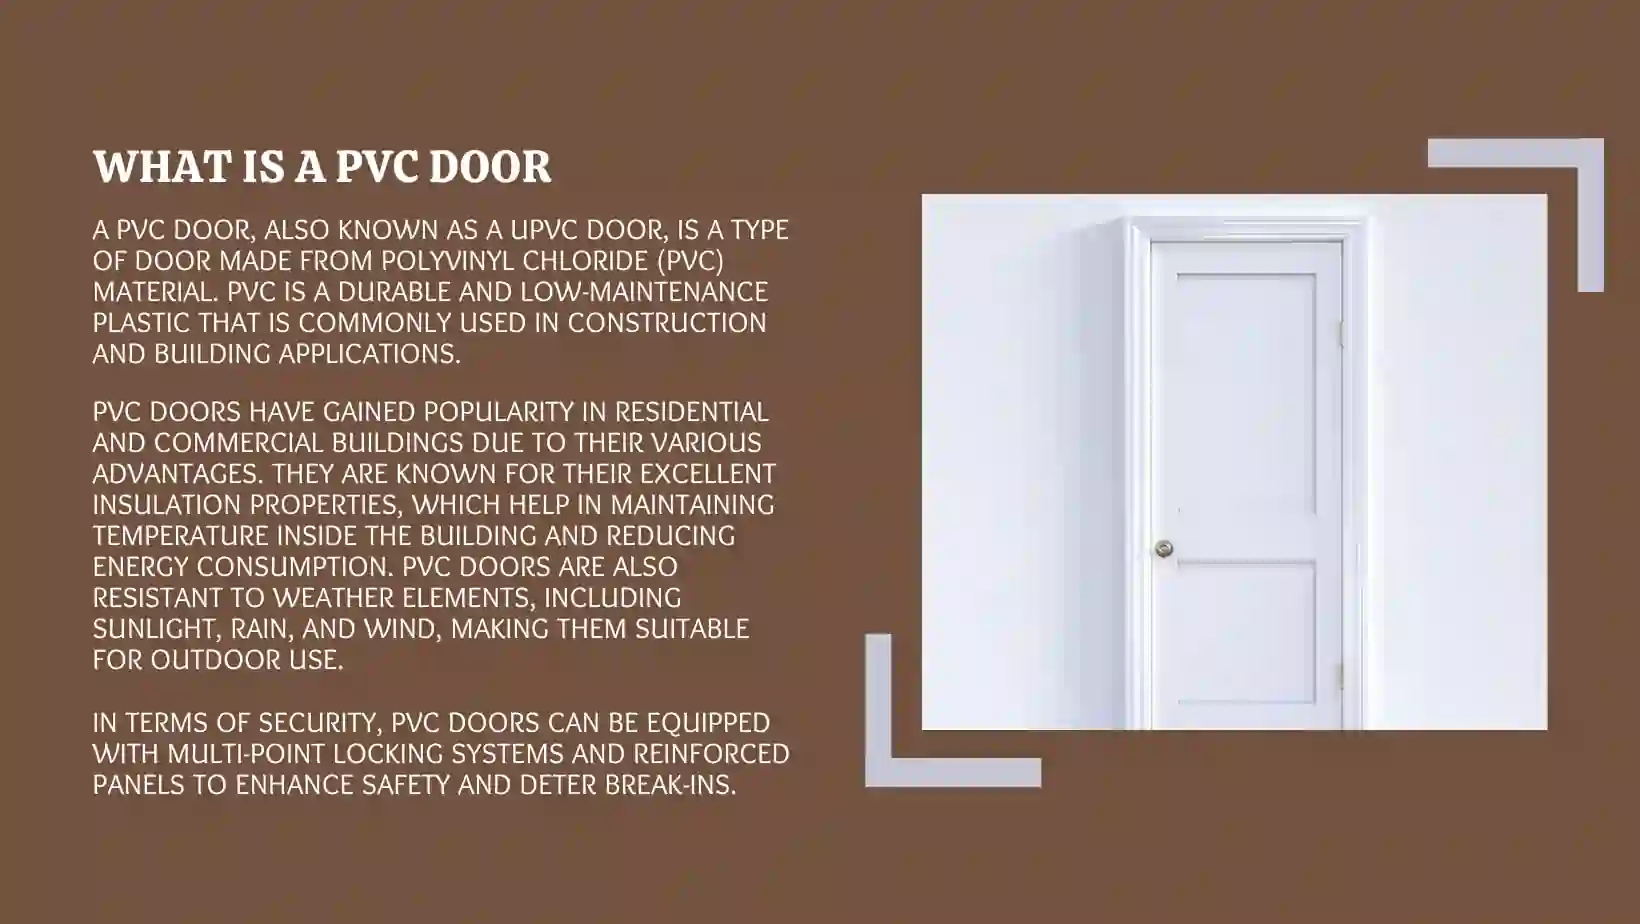 WHAT IS A PVC DOOR
A PVC DOOR, ALSO KNOWN AS A UPVC DOOR, IS A TYPE
OF DOOR MADE FROM POLYVINYL CHLORIDE (PVC)
MATERIAL. PVC IS A DURABLE AND LOW-MAINTENANCE
PLASTIC THAT IS COMMONLY USED IN CONSTRUCTION
AND BUILDING APPLICATIONS.
PVC DOORS HAVE GAINED POPULARITY IN RESIDENTIAL
AND COMMERCIAL BUILDINGS DUE TO THEIR VARIOUS
ADVANTAGES. THEY ARE KNOWN FOR THEIR EXCELLENT
INSULATION PROPERTIES, WHICH HELP IN MAINTAINING
TEMPERATURE INSIDE THE BUILDING AND REDUCING
ENERGY CONSUMPTION. PVC DOORS ARE ALSO
RESISTANT TO WEATHER ELEMENTS, INCLUDING
SUNLIGHT, RAIN, AND WIND, MAKING THEM SUITABLE
FOR OUTDOOR USE.
IN TERMS OF SECURITY, PVC DOORS CAN BE EQUIPPED
WITH MULTI-POINT LOCKING SYSTEMS AND REINFORCED
PANELS TO ENHANCE SAFETY AND DETER BREAK-INS.